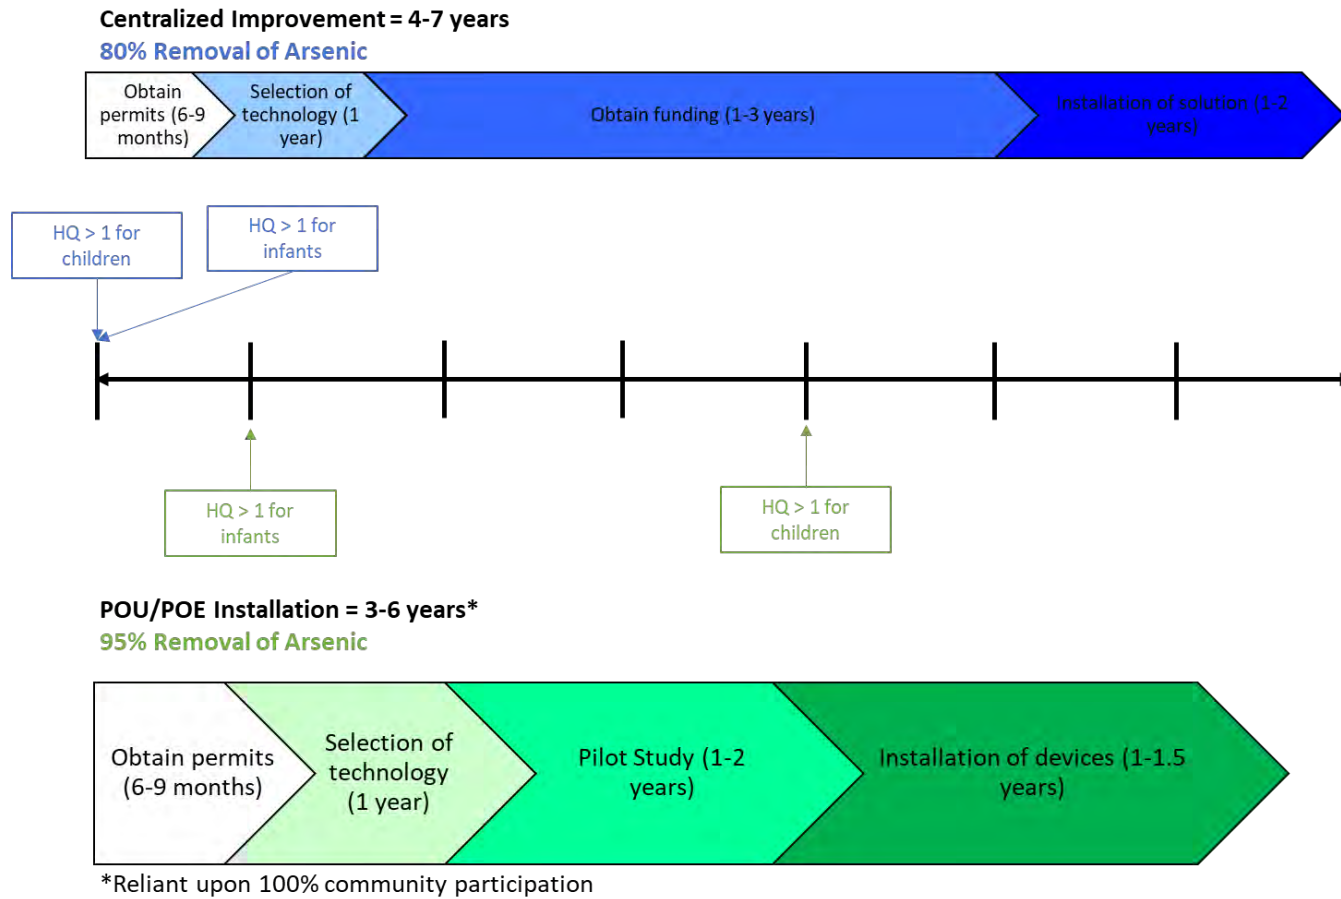 Centralized Improvement = 4-7 years
80% Removal of Arsenic
Obtain
permits (6-9
months)
Selection of
technology (1
year)
Obtain funding (1-3 years)
Installation of solution (1-2
years)
HQ > 1 for
children
HQ > 1 for
infants
HQ > 1 for
infants
HQ > 1 for
children
POU/POE Installation = 3-6 years*
95% Removal of Arsenic
Obtain permits
(6-9 months)
Selection of
technology
(1 year)
Pilot Study (1-2
years)
Installation of devices (1-1.5
years)
*Reliant upon 100% community participation